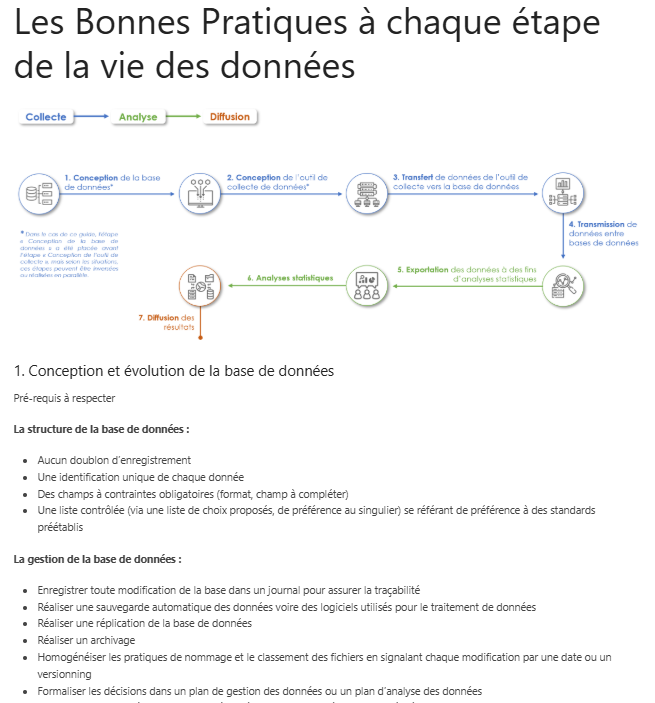 Les Bonnes Pratiques à chaque étape
de la vie des données
Collecte
Analyse
Diffusion
1. Conception de la base
de données*
2. Conception de l'outil de
collecte de données*
3. Transfert de données de l'outil de
collecte vers la base de données
4. Transmission de
données entre
bases de données
* Dans le cas de ce guide, l'étape
« Conception de la base de
données » a été placée avant
l'étape « Conception de l'outil de
collecte », mais selon les situations,
ces étapes peuvent être inversées
ou réalisées en parallèle.
5. Exportation des données à des fins
d'analyses statistiques
6. Analyses statistiques
7. Diffusion des
résultats
1. Conception et évolution de la base de données
Pré-requis à respecter
La structure de la base de données :
• Aucun doublon d'enregistrement
• Une identification unique de chaque donnée
• Des champs à contraintes obligatoires (format, champ à compléter)
• Une liste contrôlée (via une liste de choix proposés, de préférence au singulier) se référant de préférence à des standards
préétablis
La gestion de la base de données :
• Enregistrer toute modification de la base dans un journal pour assurer la traçabilité
• Réaliser une sauvegarde automatique des données voire des logiciels utilisés pour le traitement de données
• Réaliser une réplication de la base de données
• Réaliser un archivage
• Homogénéiser les pratiques de nommage et le classement des fichiers en signalant chaque modification par une date ou un
versionning
• Formaliser les décisions dans un plan de gestion des données ou un plan d'analyse des données